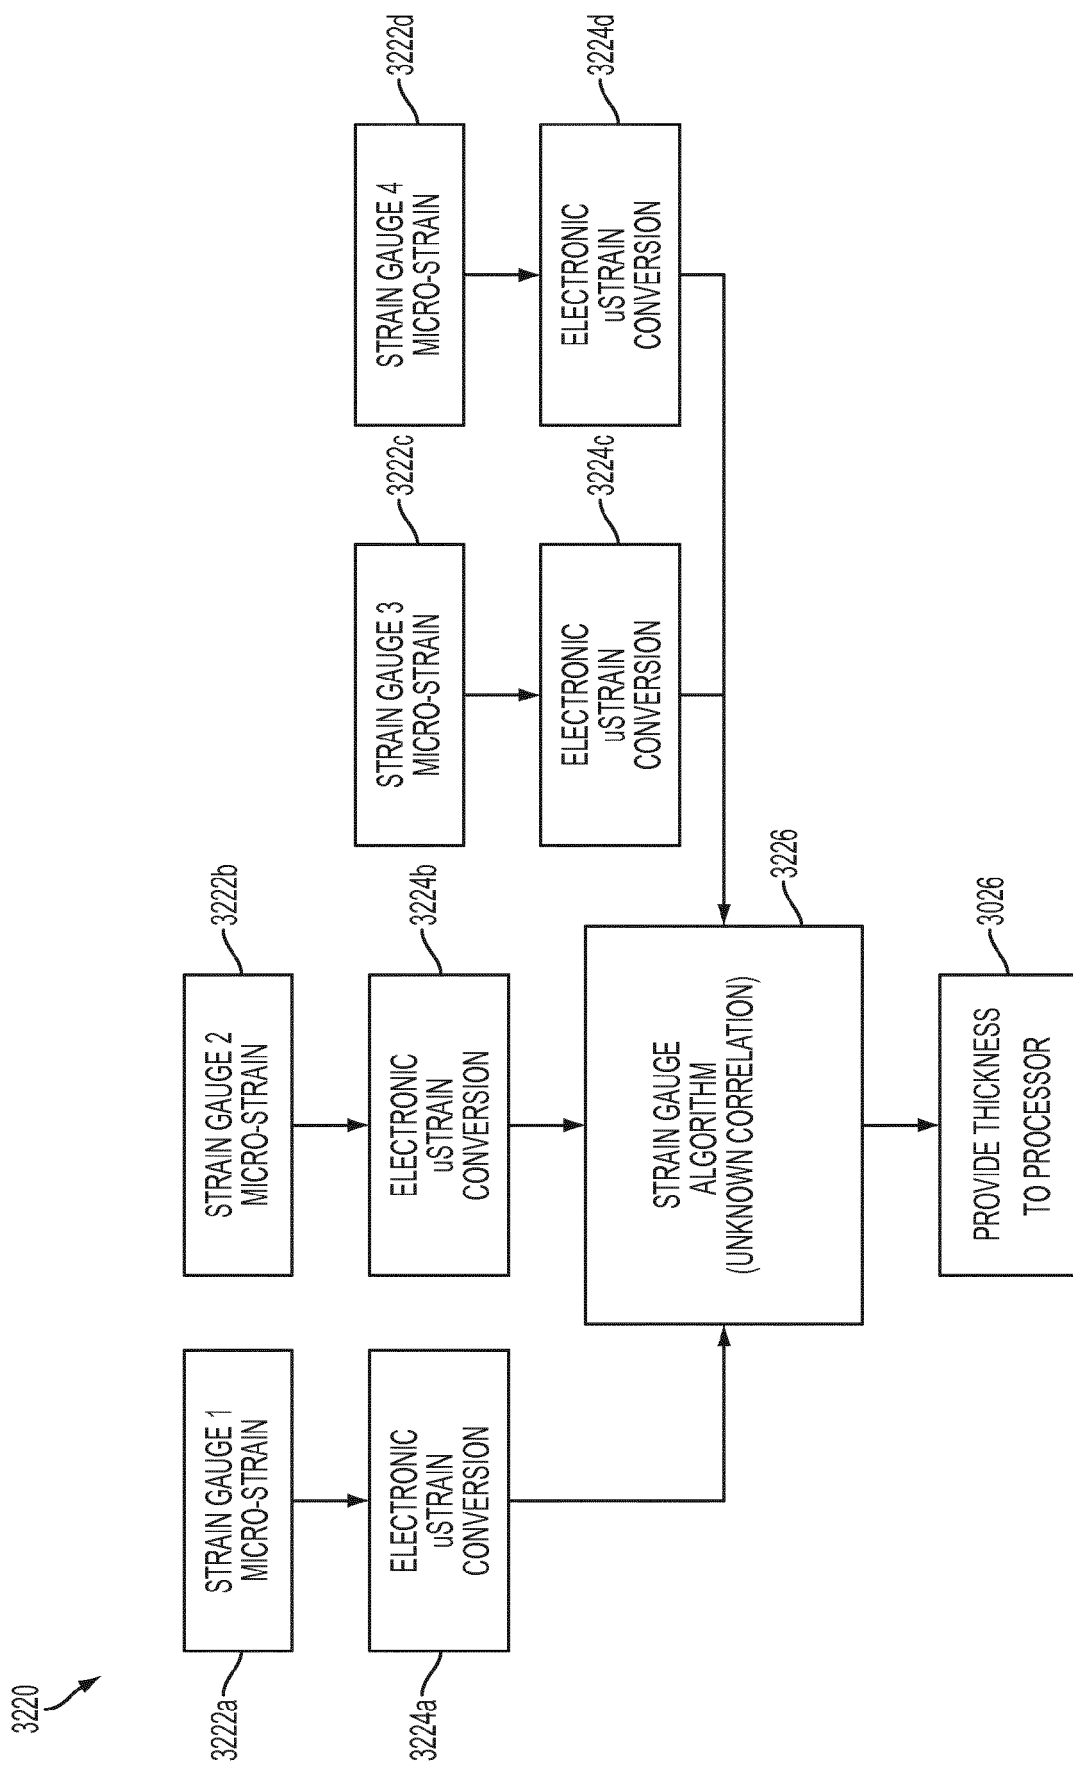 3220
3222a
STRAIN GAUGE 1
MICRO-STRAIN
3224a
ELECTRONIC
uSTRAIN
CONVERSION
3222b
STRAIN GAUGE 2
MICRO-STRAIN
3224b
ELECTRONIC
uSTRAIN
CONVERSION
3222c
STRAIN GAUGE 3
MICRO-STRAIN
3224c
ELECTRONIC
uSTRAIN
CONVERSION
3222d
STRAIN GAUGE 4
MICRO-STRAIN
3224d
ELECTRONIC
uSTRAIN
CONVERSION
3226
STRAIN GAUGE
ALGORITHM
(UNKNOWN CORRELATION)
3026
PROVIDE THICKNESS
TO PROCESSOR